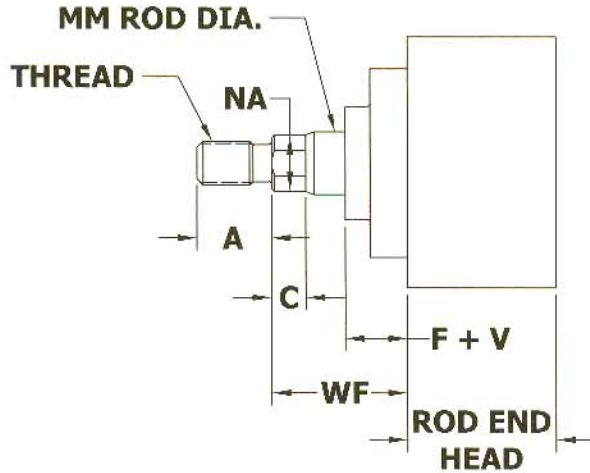 MM ROD DIA.
THREAD
NA
A
C
F + V
WF
ROD END
HEAD